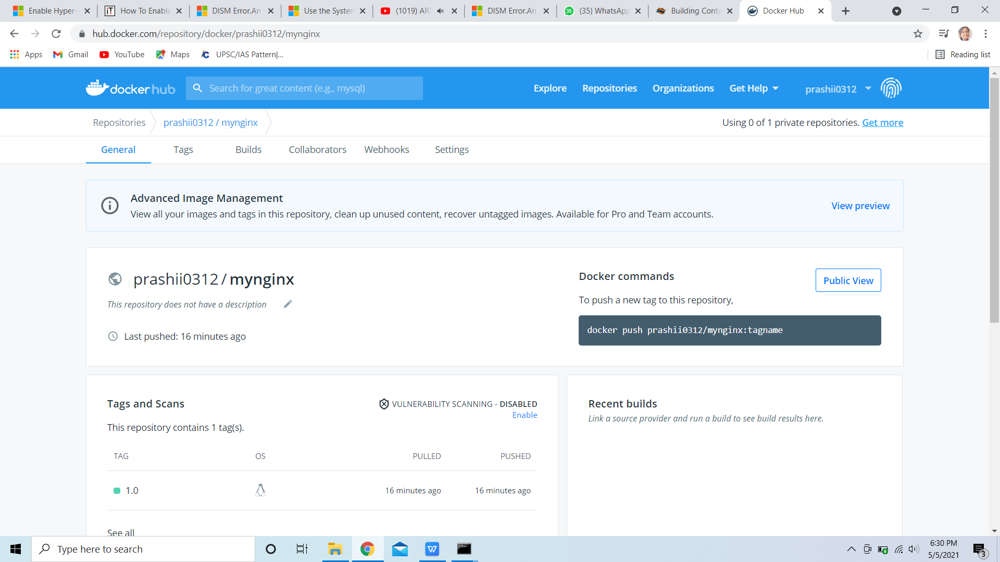 Enable Hyper-
How To Enable
DISM Error.An
Use the System
(1019) ARI
DISM Error.An
(35) WhatsApp
Building Conta
Docker Hub
hub.docker.com/repository/docker/prashii0312/mynginx
Apps
Gmail
YouTube
Maps
UPSC/IAS Pattern|...
Reading list
docker hub
Search for great content (e.g., mysql)
Explore
Repositories
Organizations
Get Help
prashii0312
Repositories
prashii0312 / mynginx
Using 0 of 1 private repositories. Get more
General
Tags
Builds
Collaborators
Webhooks
Settings
Advanced Image Management
View all your images and tags in this repository, clean up unused content, recover untagged images. Available for Pro and Team accounts.
View preview
prashii0312 / mynginx
This repository does not have a description
Last pushed: 16 minutes ago
Docker commands
Public View
To push a new tag to this repository,
docker push prashii0312/mynginx:tagname
Tags and Scans
VULNERABILITY SCANNING - DISABLED
Enable
This repository contains 1 tag(s).
TAG
OS
PULLED
PUSHED
1.0
16 minutes ago
16 minutes ago
See all
Recent builds
Link a source provider and run a build to see build results here.
Type here to search
6:30 PM
5/5/2021
3